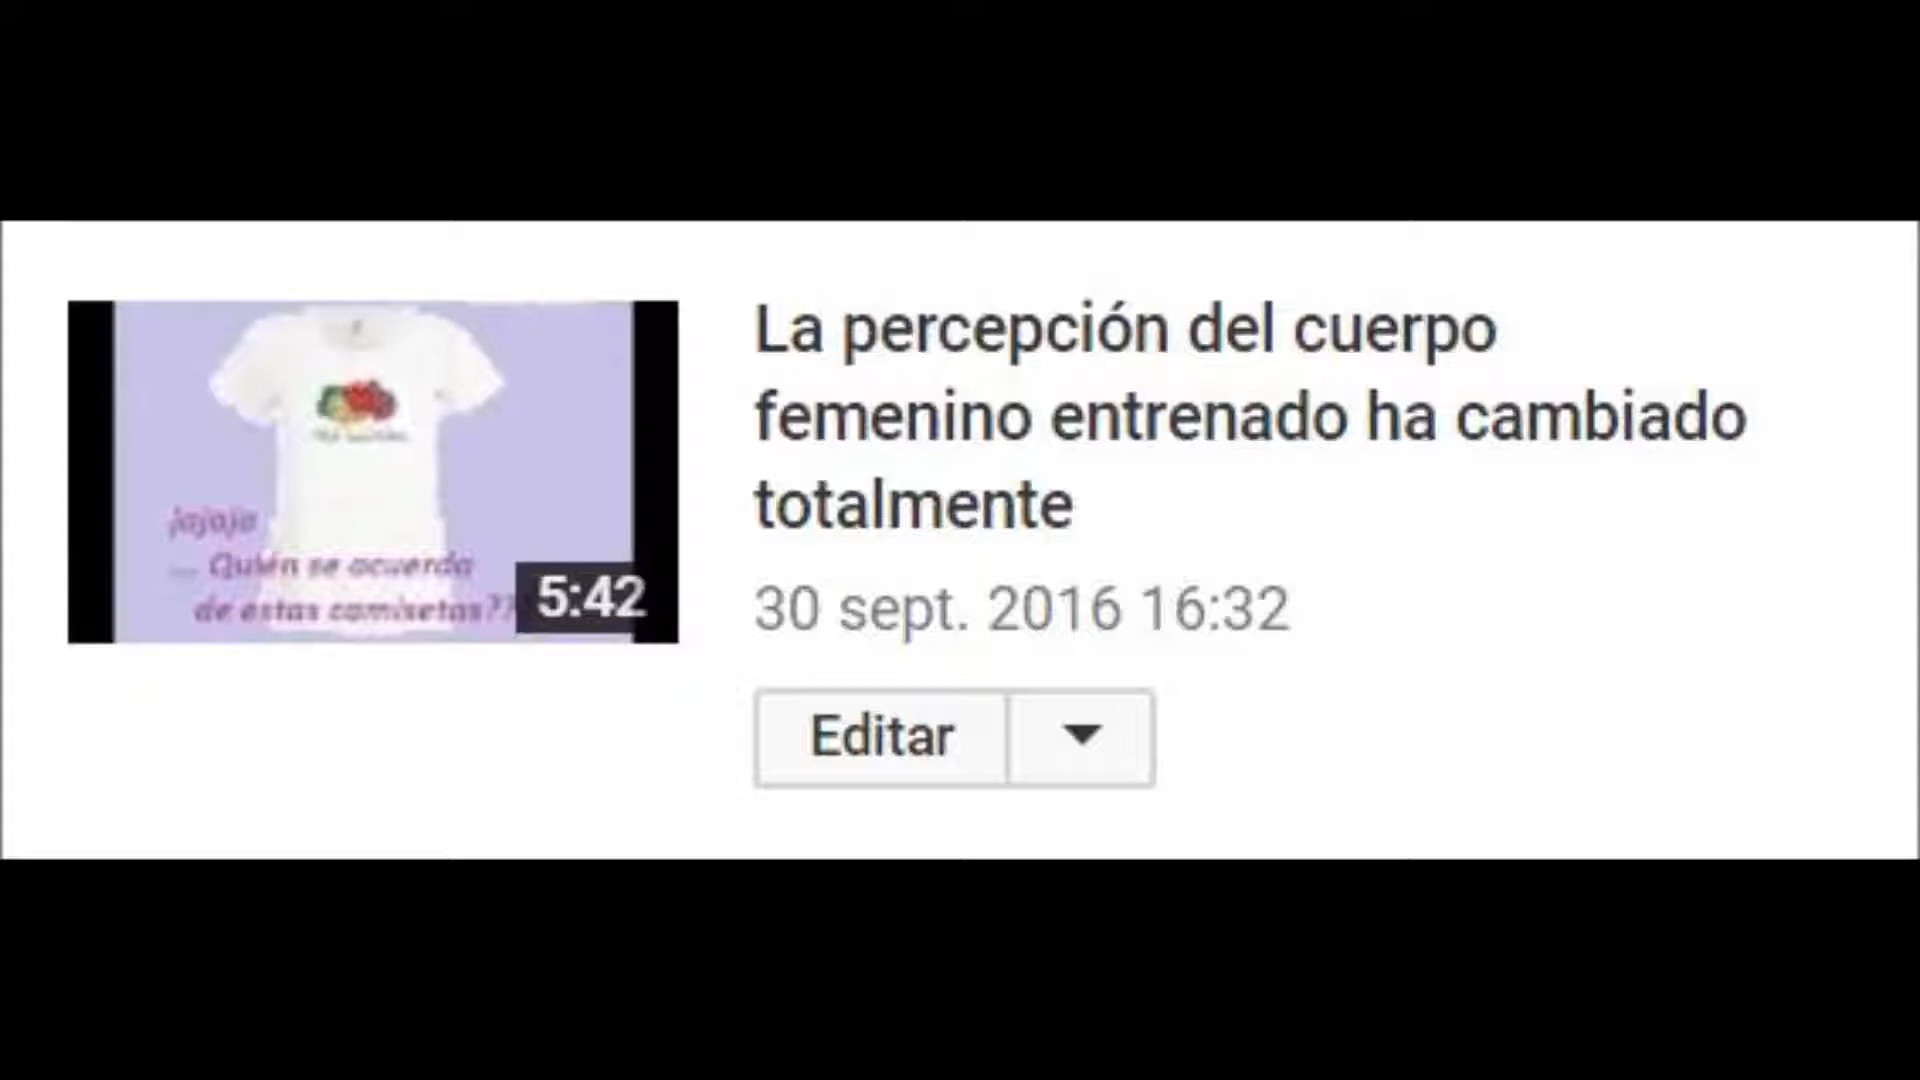 jajaja
... Quién se acuerda
de estas camisetas??
5:42
La percepción del cuerpo
femenino entrenado ha cambiado
totalmente
30 sept. 2016 16:32
Editar